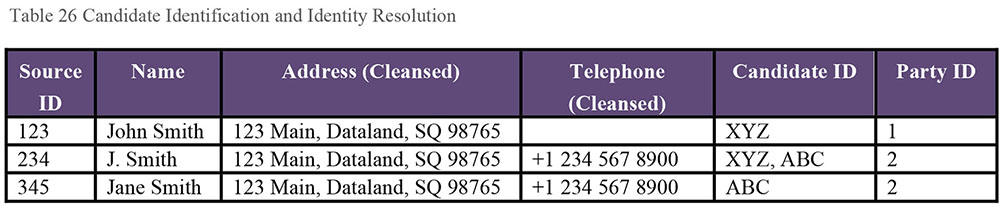 Table 26 Candidate Identification and Identity Resolution
Source ID Name Address (Cleansed) Telephone (Cleansed) Candidate ID Party ID
123 John Smith 123 Main, Dataland, SQ 98765 XYZ 1
234 J. Smith 123 Main, Dataland, SQ 98765 +1 234 567 8900 XYZ, ABC 2
345 Jane Smith 123 Main, Dataland, SQ 98765 +1 234 567 8900 ABC 2